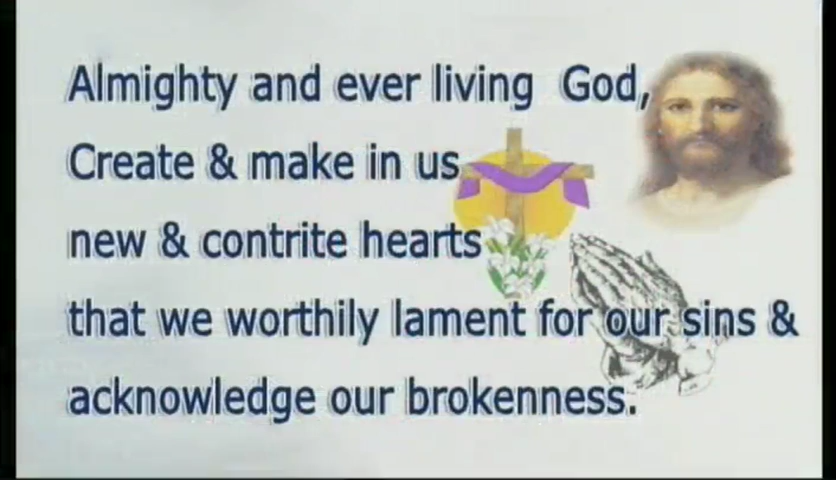 Almighty and ever living God,
Create & make in us
new & contrite hearts
that we worthily lament for our sins &
acknowledge our brokenness.